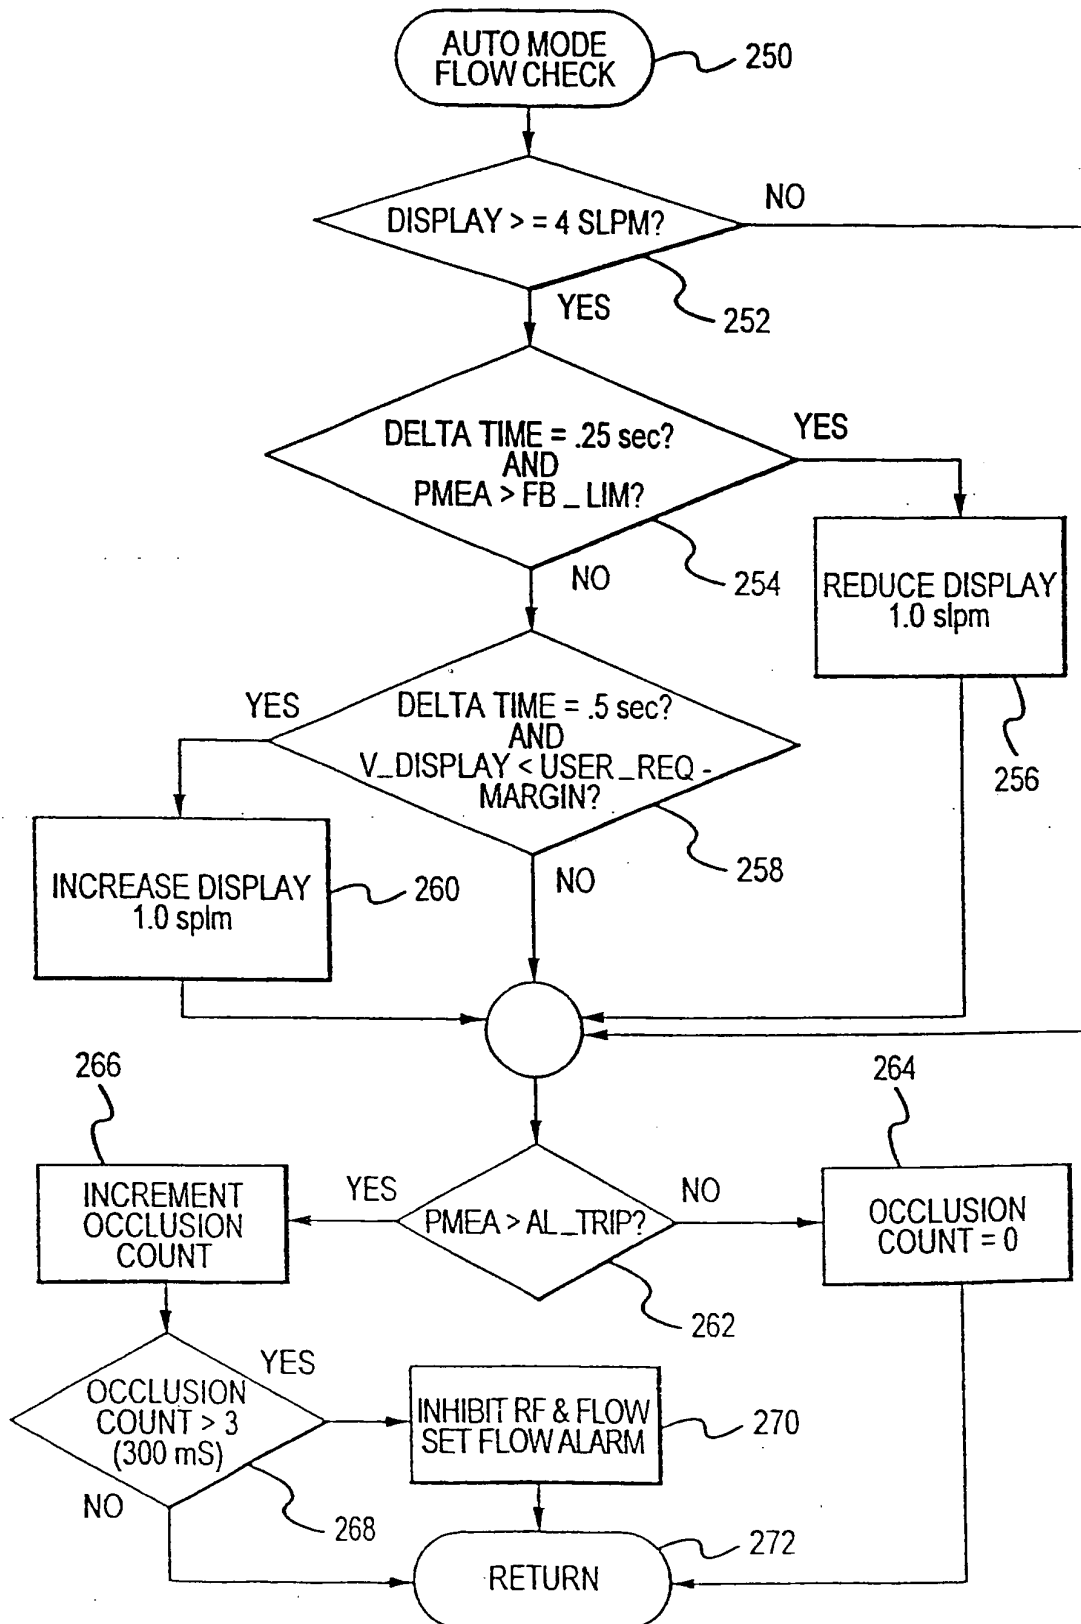 AUTO MODE
FLOW CHECK
250
DISPLAY > = 4 SLPM?
NO
252
YES
DELTA TIME = .25 sec?
AND
PMEA > FB _ LIM?
YES
254
NO
REDUCE DISPLAY
1.0 slpm
256
YES
DELTA TIME = .5 sec?
AND
V_DISPLAY < USER_REQ -
MARGIN?
258
NO
INCREASE DISPLAY
1.0 splm
260
266
264
INCREMENT
OCCLUSION
COUNT
YES
PMEA > AL_TRIP?
NO
OCCLUSION
COUNT = 0
262
YES
OCCLUSION
COUNT > 3
(300 mS)
INHIBIT RF & FLOW
SET FLOW ALARM
270
NO
268
272
RETURN